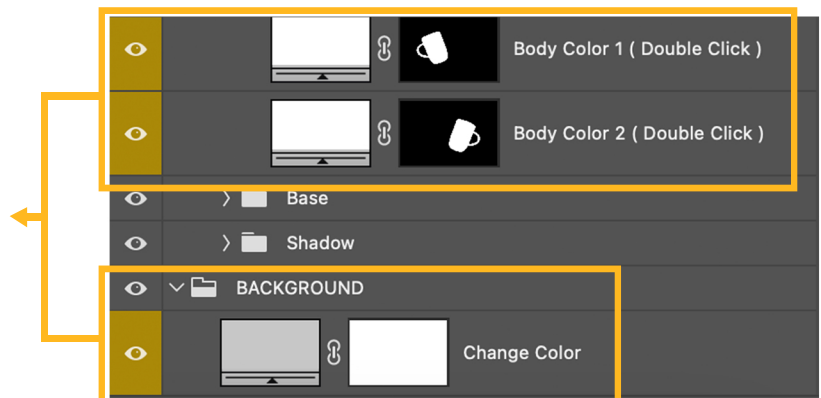 Body Color 1 ( Double Click )
Body Color 2 ( Double Click )
Base
Shadow
BACKGROUND
Change Color